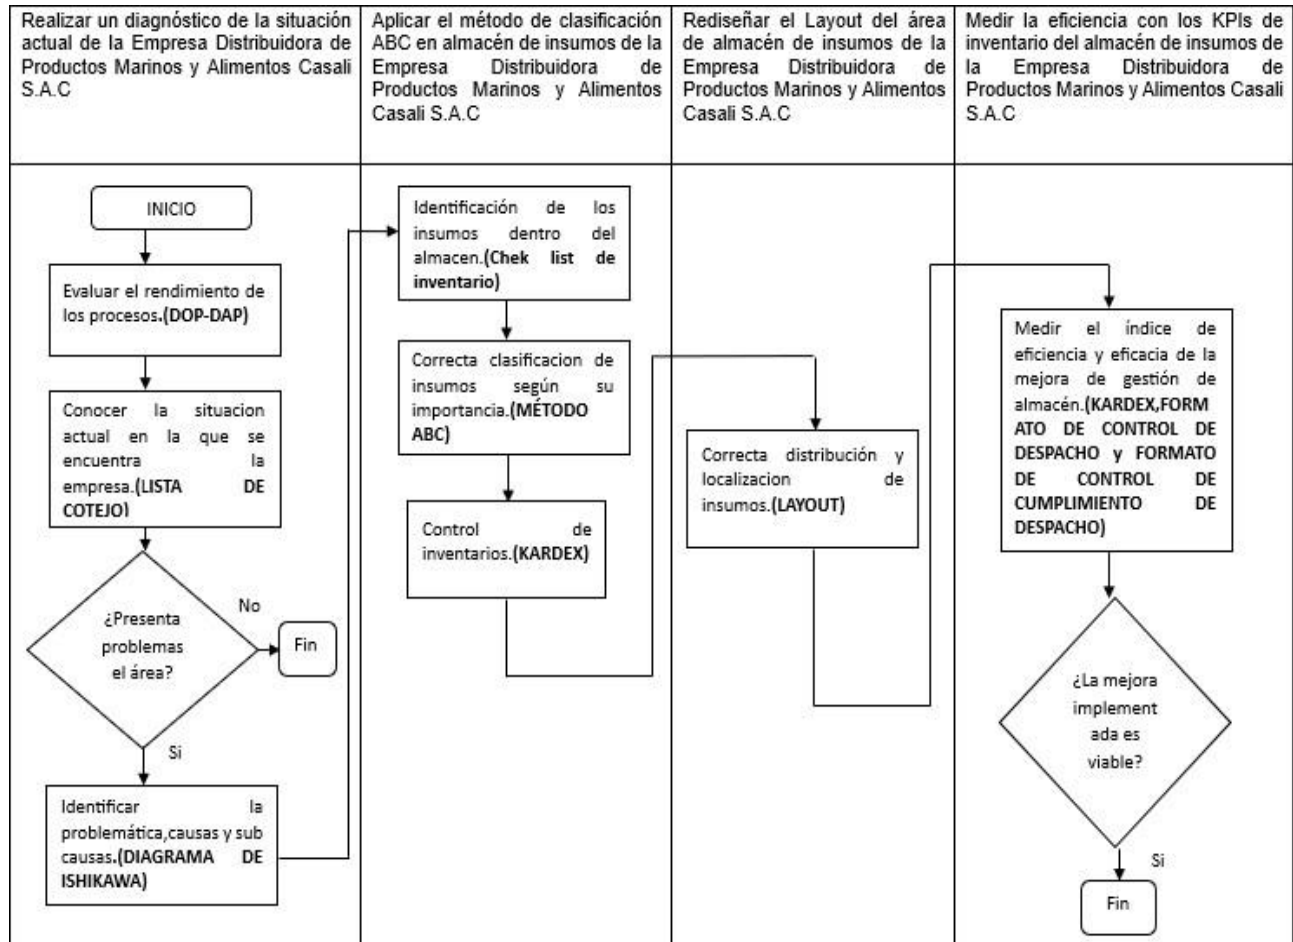 Realizar un diagnóstico de la situación
actual de la Empresa Distribuidora de
Productos Marinos y Alimentos Casali
S.A.C
Aplicar el método de clasificación
ABC en almacén de insumos de la
Empresa Distribuidora de
Productos Marinos y Alimentos
Casali S.A.C
Rediseñar el Layout del área
de almacén de insumos de la
Empresa Distribuidora de
Productos Marinos y Alimentos
Casali S.A.C
Medir la eficiencia con los KPIs de
inventario del almacén de insumos de
la Empresa Distribuidora de
Productos Marinos y Alimentos Casali
S.A.C
INICIO
Evaluar el rendimiento de
los procesos.(DOP-DAP)
Conocer la situacion
actual en la que se
encuentra la
empresa.(LISTA DE
COTEJO)
¿Presenta
problemas
el área?
No
Fin
Si
Identificar la
problemática,causas y sub
causas.(DIAGRAMA DE
ISHIKAWA)
Identificación de los
insumos dentro del
almacen.(Chek list de
inventario)
Correcta clasificacion de
insumos según su
importancia.(MÉTODO
ABC)
Control de
inventarios.(KARDEX)
Correcta distribución y
localizacion de
insumos.(LAYOUT)
Medir el índice de
eficiencia y eficacia de la
mejora de gestión de
almacén.(KARDEX,FORM
ATO DE CONTROL DE
DESPACHO y FORMATO
DE CONTROL DE
CUMPLIMIENTO DE
DESPACHO)
¿La mejora
implement
ada es
viable?
Si
Fin